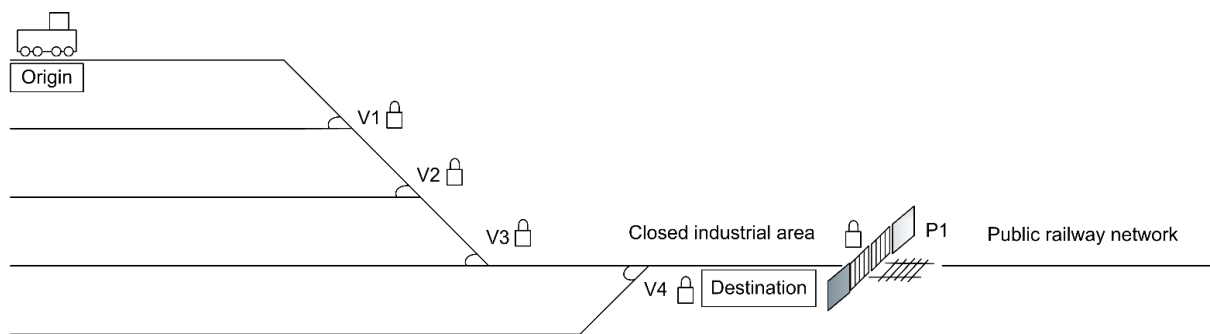 Origin
V1
V2
V3
Closed industrial area
P1
Public railway network
V4
Destination